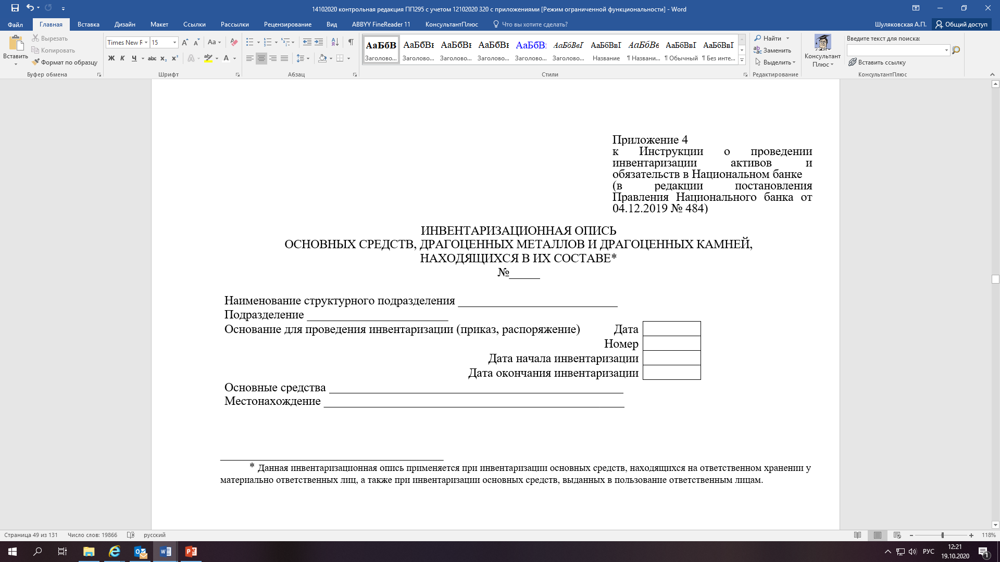 14102020 контрольная редакция ПП295 с учетом 12102020 320 с приложениями [Режим ограниченной функциональности] - Word
Файл Главная Вставка Дизайн Макет Ссылки Рассылки Рецензирование Вид ABBYY FineReader 11 КонсультантПлюс Что вы хотите сделать? Шуляковская А.П. Общий доступ
Вставить
Вырезать
Копировать
Формат по образцу
Буфер обмена
Times New R 15
Ж К Ч abc x₂ x²
Шрифт
Абзац
АаБбВ АаБбВı АаБбВı АаБбВı АаБбВ: АаБбВвІ АаБбВвІ АаБбВв АаБбВвІ АаБбВвІ
Заголово... Заголово... Заголово... Заголово... Заголово... Заголово... Название ¶ Названи... ¶ Обычный ¶ Без инте...
Стили
Найти
Заменить
Выделить
Редактирование
Консультант
Плюс
Введите текст для поиска:
Вставить ссылку
КонсультантПлюс
Приложение 4
к Инструкции о проведении
инвентаризации активов и
обязательств в Национальном банке
(в редакции постановления
Правления Национального банка от
04.12.2019 № 484)
ИНВЕНТАРИЗАЦИОННАЯ ОПИСЬ
ОСНОВНЫХ СРЕДСТВ, ДРАГОЦЕННЫХ МЕТАЛЛОВ И ДРАГОЦЕННЫХ КАМНЕЙ,
НАХОДЯЩИХСЯ В ИХ СОСТАВЕ*
№_____
Наименование структурного подразделения __________________________
Подразделение _______________________
Основание для проведения инвентаризации (приказ, распоряжение) Дата
Номер
Дата начала инвентаризации
Дата окончания инвентаризации
Основные средства ________________________________________________
Местонахождение _________________________________________________
* Данная инвентаризационная опись применяется при инвентаризации основных средств, находящихся на ответственном хранении у
материально ответственных лиц, а также при инвентаризации основных средств, выданных в пользование ответственным лицам.
Страница 49 из 131 Число слов: 19866 русский 118%
РУС 12:21
19.10.2020
1